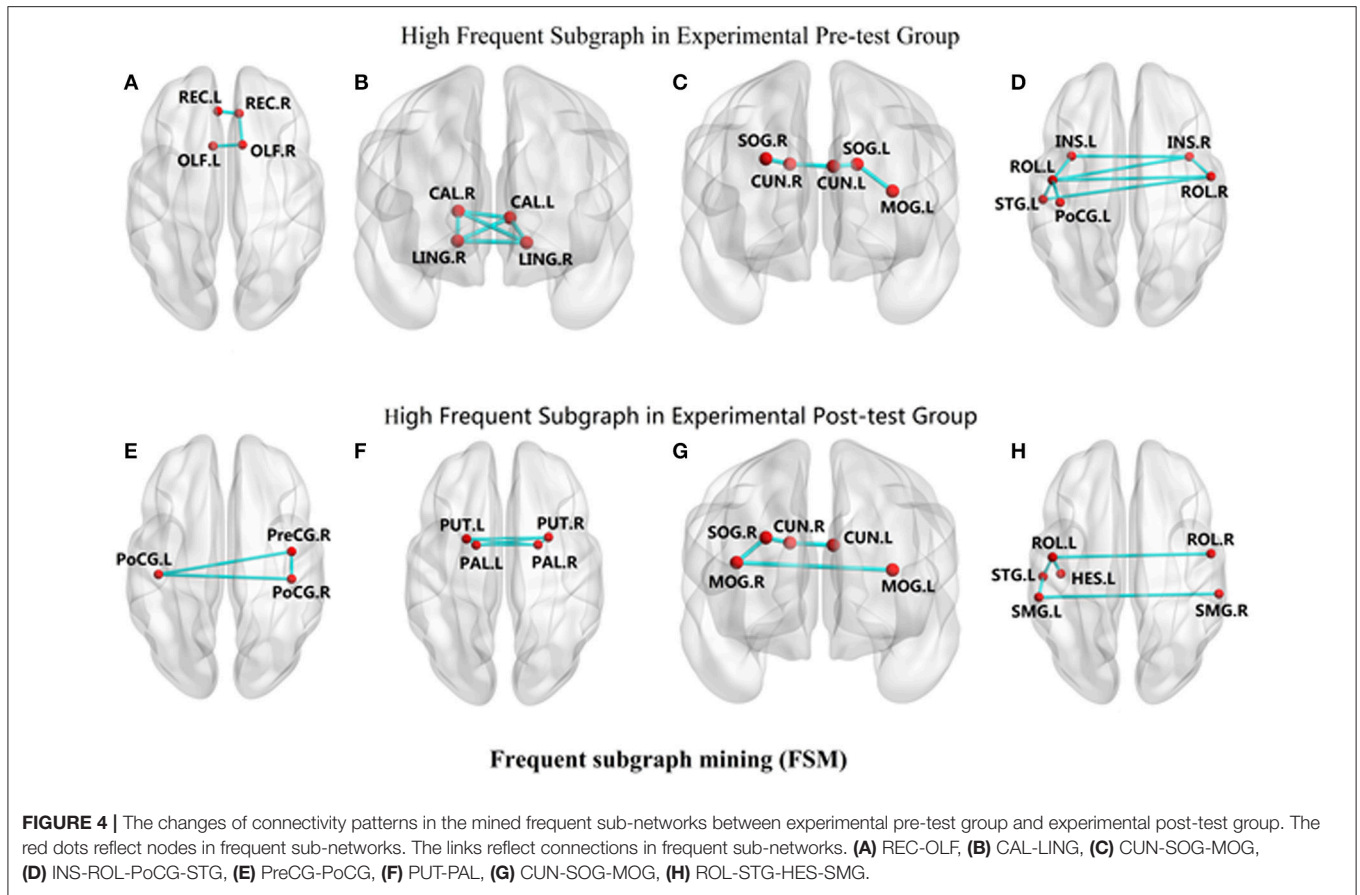 High Frequent Subgraph in Experimental Pre-test Group
A
REC.L
REC.R
OLF.L
OLF.R
B
CAL.R
CAL.L
LING.R
LING.R
C
SOG.R
SOG.L
CUN.R
CUN.L
MOG.L
D
INS.L
INS.R
ROL.L
ROL.R
STG.L
PoCG.L
High Frequent Subgraph in Experimental Post-test Group
E
PreCG.R
PoCG.L
PoCG.R
F
PUT.L
PUT.R
PAL.L
PAL.R
G
SOG.R
CUN.R
CUN.L
MOG.R
MOG.L
H
ROL.L
ROL.R
STG.L
HES.L
SMG.L
SMG.R
Frequent subgraph mining (FSM)
FIGURE 4 | The changes of connectivity patterns in the mined frequent sub-networks between experimental pre-test group and experimental post-test group. The
red dots reflect nodes in frequent sub-networks. The links reflect connections in frequent sub-networks. (A) REC-OLF, (B) CAL-LING, (C) CUN-SOG-MOG,
(D) INS-ROL-PoCG-STG, (E) PreCG-PoCG, (F) PUT-PAL, (G) CUN-SOG-MOG, (H) ROL-STG-HES-SMG.